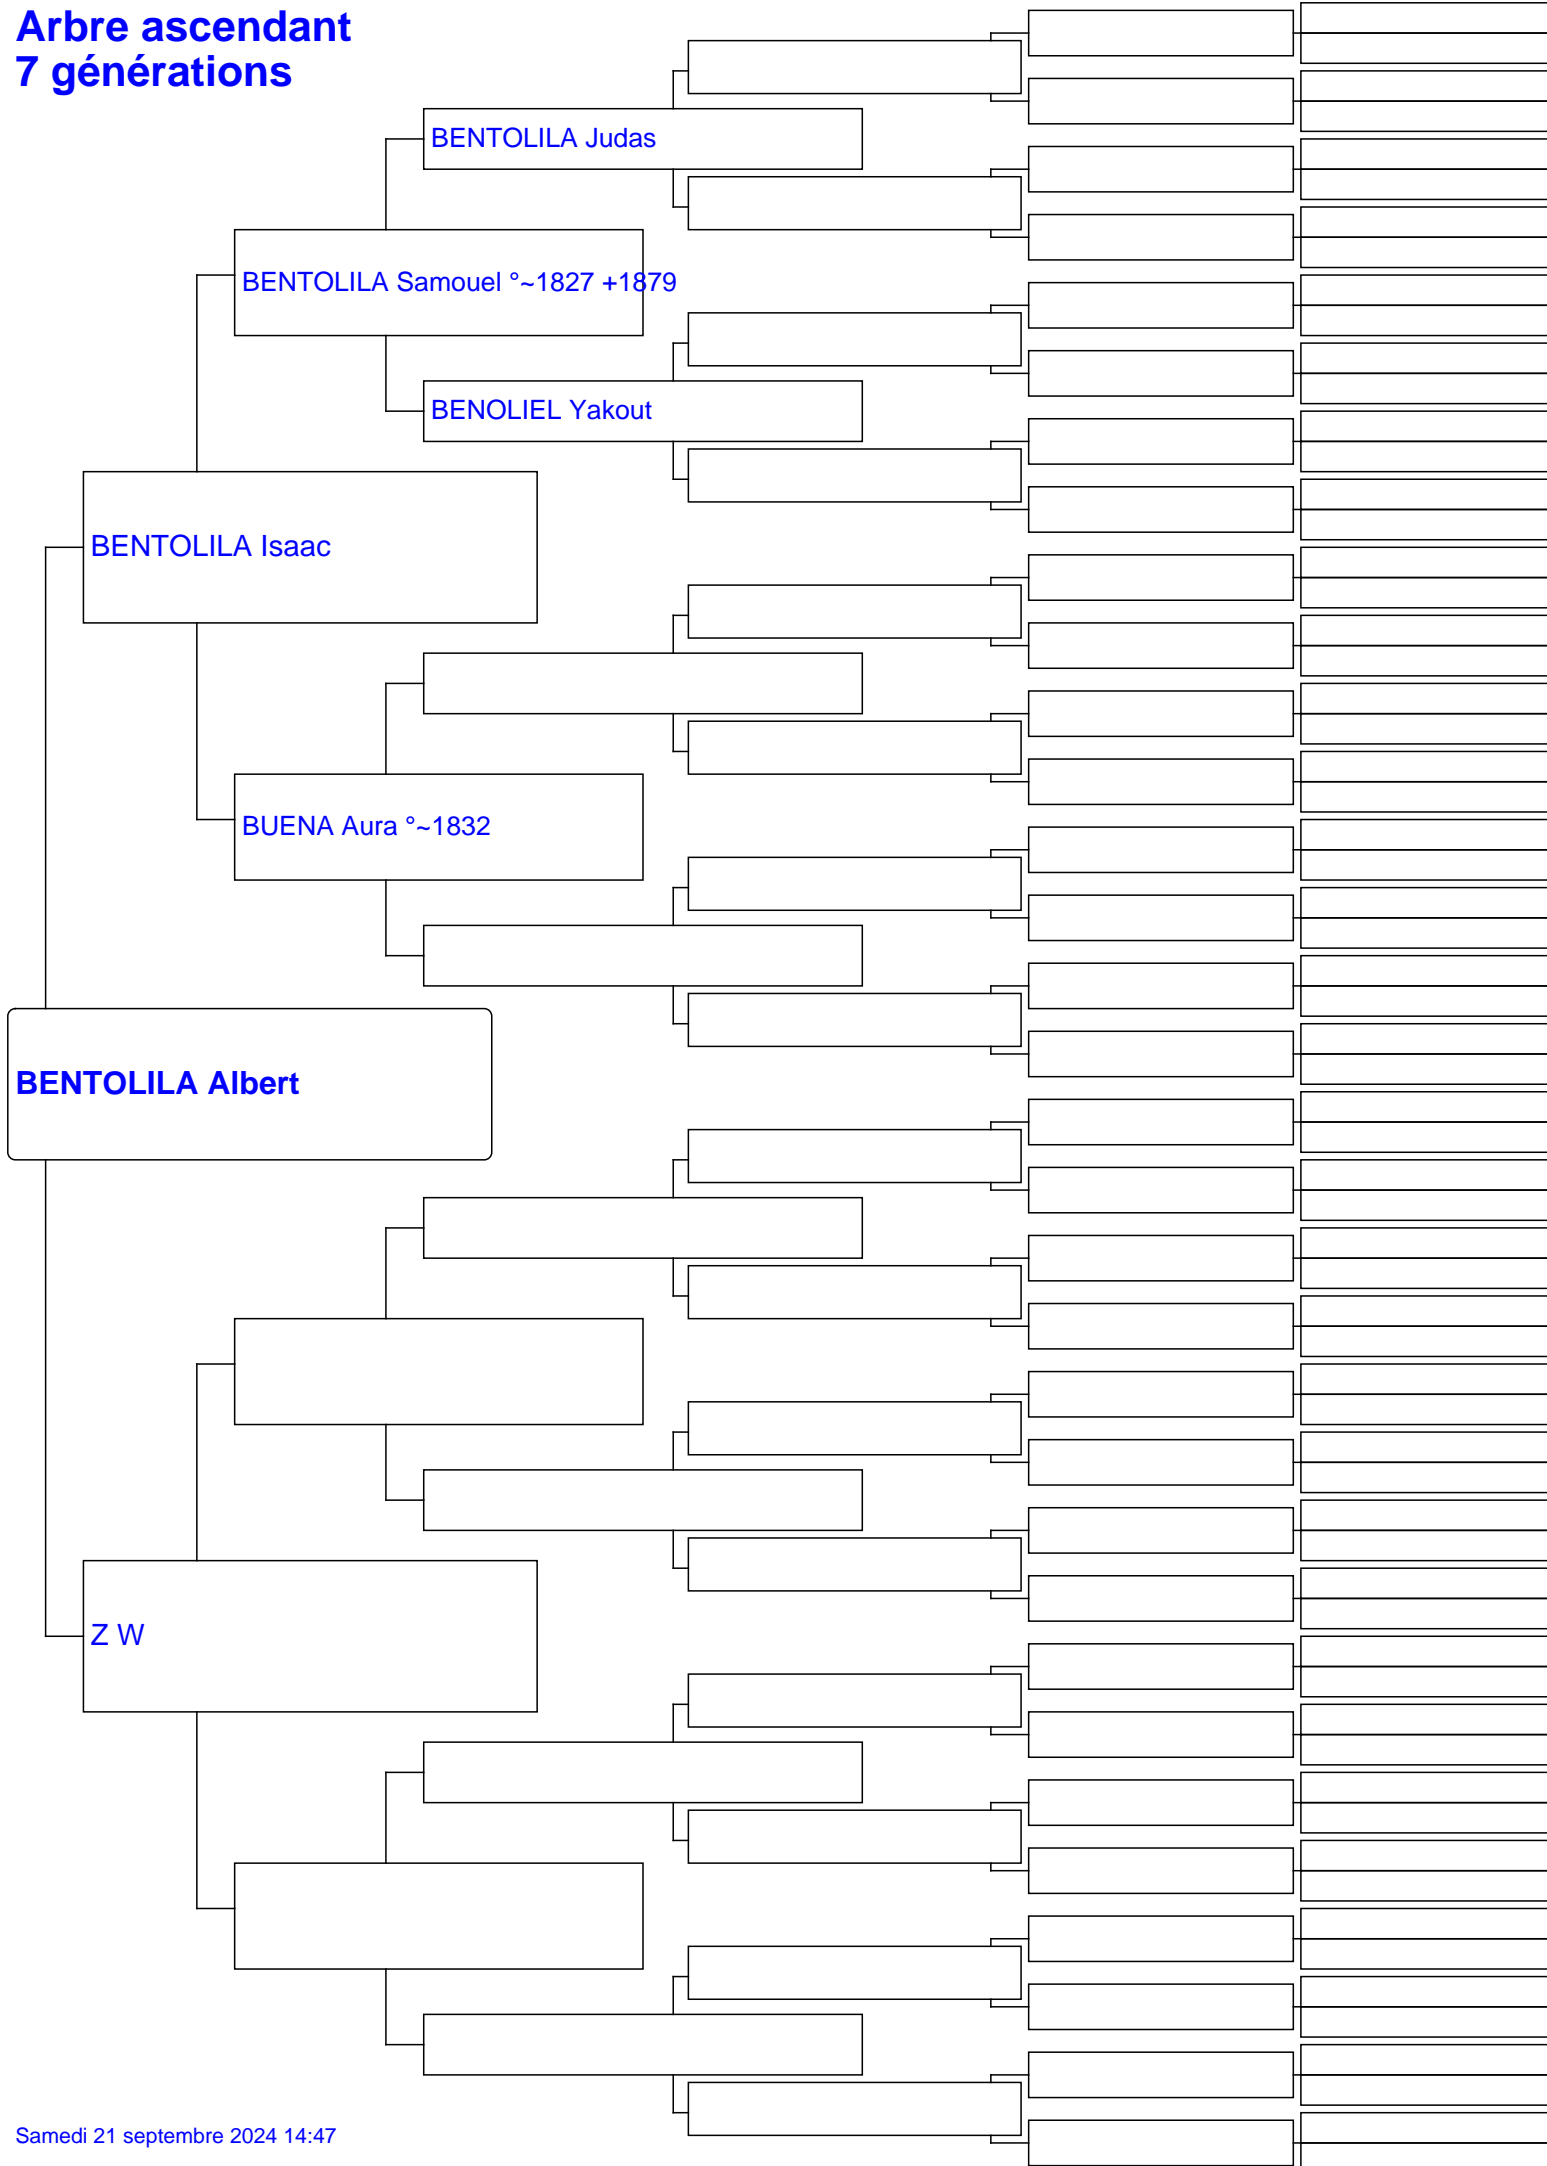 Arbre ascendant
7 générations
BENTOLILA Judas
BENTOLILA Samouel °~1827 +1879
BENOLIEL Yakout
BENTOLILA Isaac
BUENA Aura °~1832
BENTOLILA Albert
Z W
Samedi 21 septembre 2024 14:47